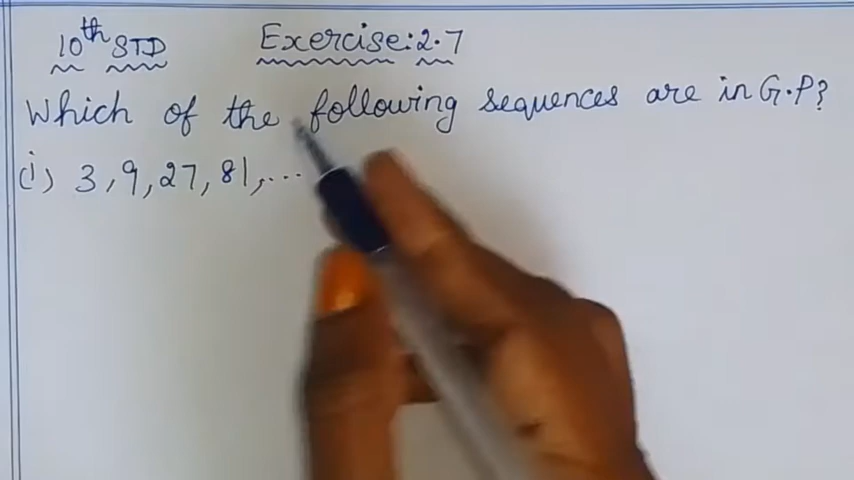 10th STD Exercise: 2.7
Which of the following sequences are in G.P?
(i) 3, 9, 27, 81, ...